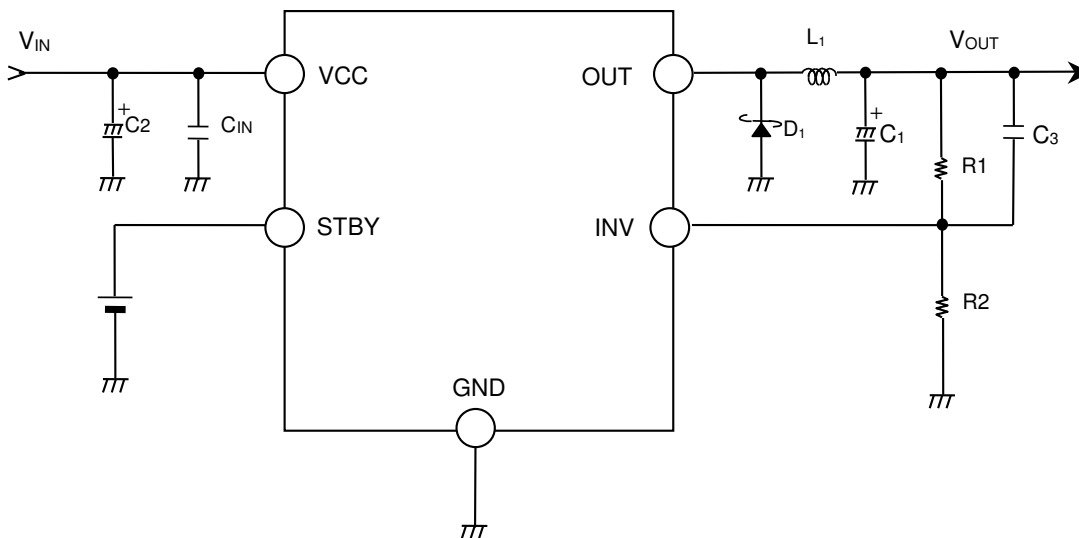 VIN
L1
VOUT
VCC
OUT
+
C2
CIN
D1
+
C1
C3
R1
STBY
INV
R2
GND